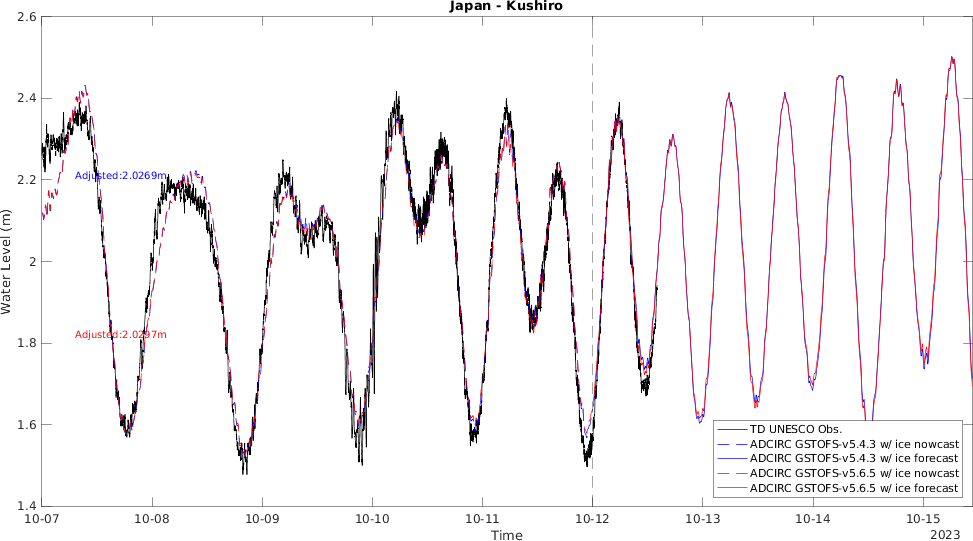 Japan - Kushiro
2.6
2.4
2.2
2
1.8
1.6
1.4
Water Level (m)
Adjusted:2.0269m
Adjusted:2.0297m
TD UNESCO Obs.
ADCIRC GSTOFS-v5.4.3 w/ ice nowcast
ADCIRC GSTOFS-v5.4.3 w/ ice forecast
ADCIRC GSTOFS-v5.6.5 w/ ice nowcast
ADCIRC GSTOFS-v5.6.5 w/ ice forecast
10-07 10-08 10-09 10-10 10-11 10-12 10-13 10-14 10-15
Time
2023